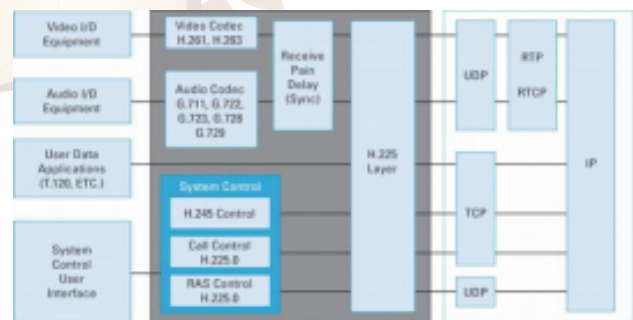 Video I/O
Equipment
Video Codec
H.261, H.263
Receive
Pain
Delay
(Sync)
Audio I/O
Equipment
Audio Codec
G.711, G.722,
G.723, G.728
G.729
User Data
Applications
(T.120, ETC.)
System Control
H.245 Control
Call Control
H.225.0
RAS Control
H.225.0
System
Control
User
Interface
H.225
Layer
UDP
RTP
RTCP
TCP
UDP
IP